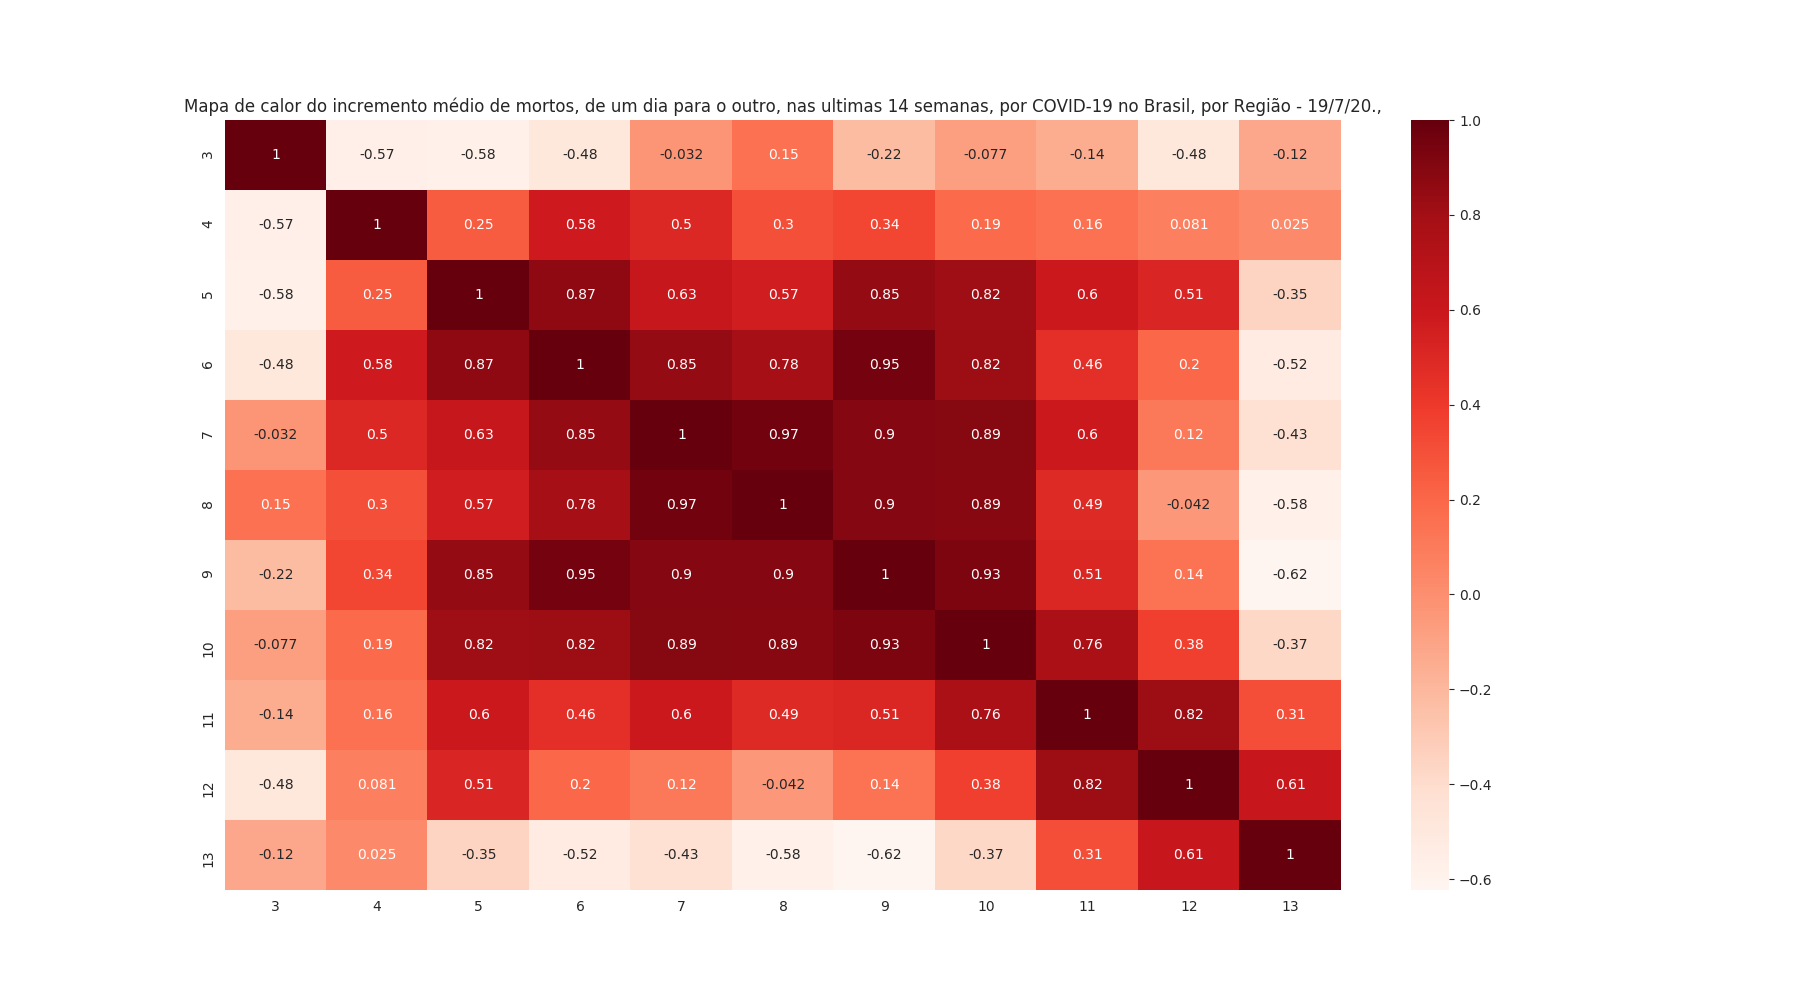 Mapa de calor do incremento médio de mortos, de um dia para o outro, nas ultimas 14 semanas, por COVID-19 no Brasil, por Região - 19/7/20.,
3 1 -0.57 -0.58 -0.48 -0.032 0.15 -0.22 -0.077 -0.14 -0.48 -0.12
4 -0.57 1 0.25 0.58 0.5 0.3 0.34 0.19 0.16 0.081 0.025
5 -0.58 0.25 1 0.87 0.63 0.57 0.85 0.82 0.6 0.51 -0.35
6 -0.48 0.58 0.87 1 0.85 0.78 0.95 0.82 0.46 0.2 -0.52
7 -0.032 0.5 0.63 0.85 1 0.97 0.9 0.89 0.6 0.12 -0.43
8 0.15 0.3 0.57 0.78 0.97 1 0.9 0.89 0.49 -0.042 -0.58
9 -0.22 0.34 0.85 0.95 0.9 0.9 1 0.93 0.51 0.14 -0.62
10 -0.077 0.19 0.82 0.82 0.89 0.89 0.93 1 0.76 0.38 -0.37
11 -0.14 0.16 0.6 0.46 0.6 0.49 0.51 0.76 1 0.82 0.31
12 -0.48 0.081 0.51 0.2 0.12 -0.042 0.14 0.38 0.82 1 0.61
13 -0.12 0.025 -0.35 -0.52 -0.43 -0.58 -0.62 -0.37 0.31 0.61 1
3 4 5 6 7 8 9 10 11 12 13
1.0
0.8
0.6
0.4
0.2
0.0
−0.2
−0.4
−0.6